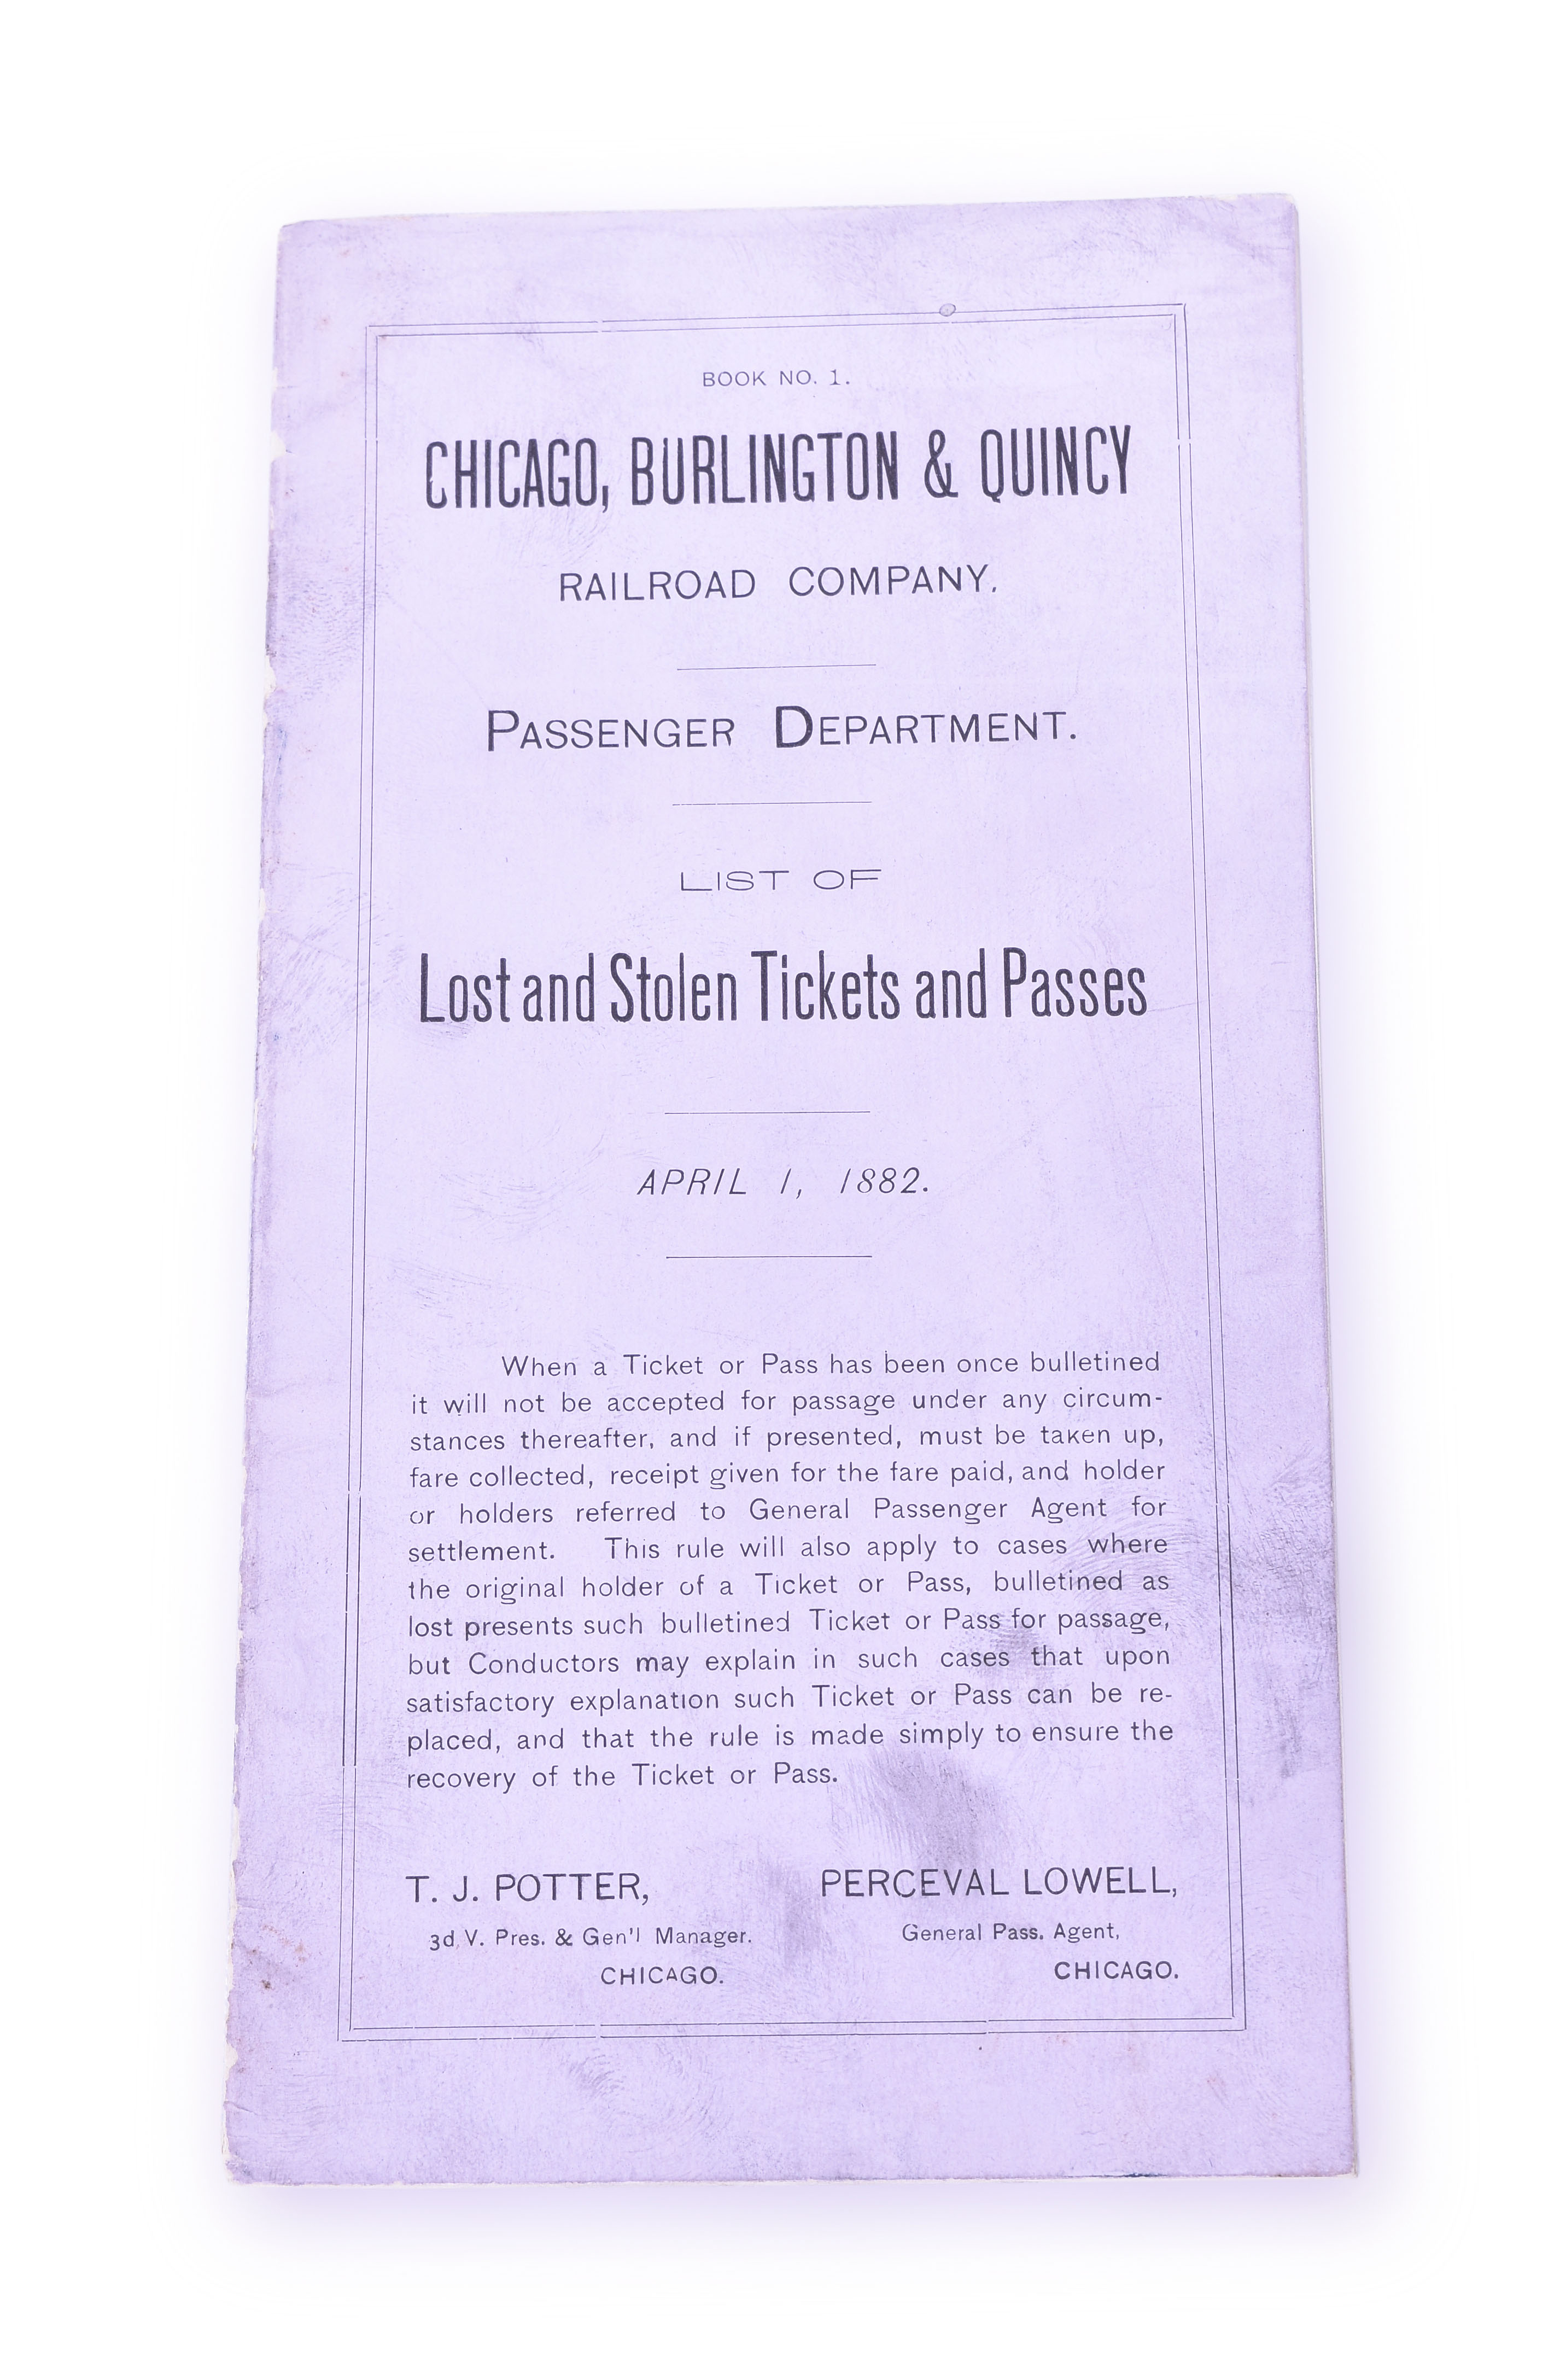 BOOK NO. 1.
CHICAGO, BURLINGTON & QUINCY
RAILROAD COMPANY.
PASSENGER DEPARTMENT.
LIST OF
Lost and Stolen Tickets and Passes
APRIL 1, 1882.
When a Ticket or Pass has been once bulletined
it will not be accepted for passage under any circum-
stances thereafter, and if presented, must be taken up,
fare collected, receipt given for the fare paid, and holder
or holders referred to General Passenger Agent for
settlement. This rule will also apply to cases where
the original holder of a Ticket or Pass, bulletined as
lost presents such bulletined Ticket or Pass for passage,
but Conductors may explain in such cases that upon
satisfactory explanation such Ticket or Pass can be re-
placed, and that the rule is made simply to ensure the
recovery of the Ticket or Pass.
T. J. POTTER,
3d V. Pres. & Gen'l Manager.
CHICAGO.
PERCEVAL LOWELL,
General Pass. Agent,
CHICAGO.